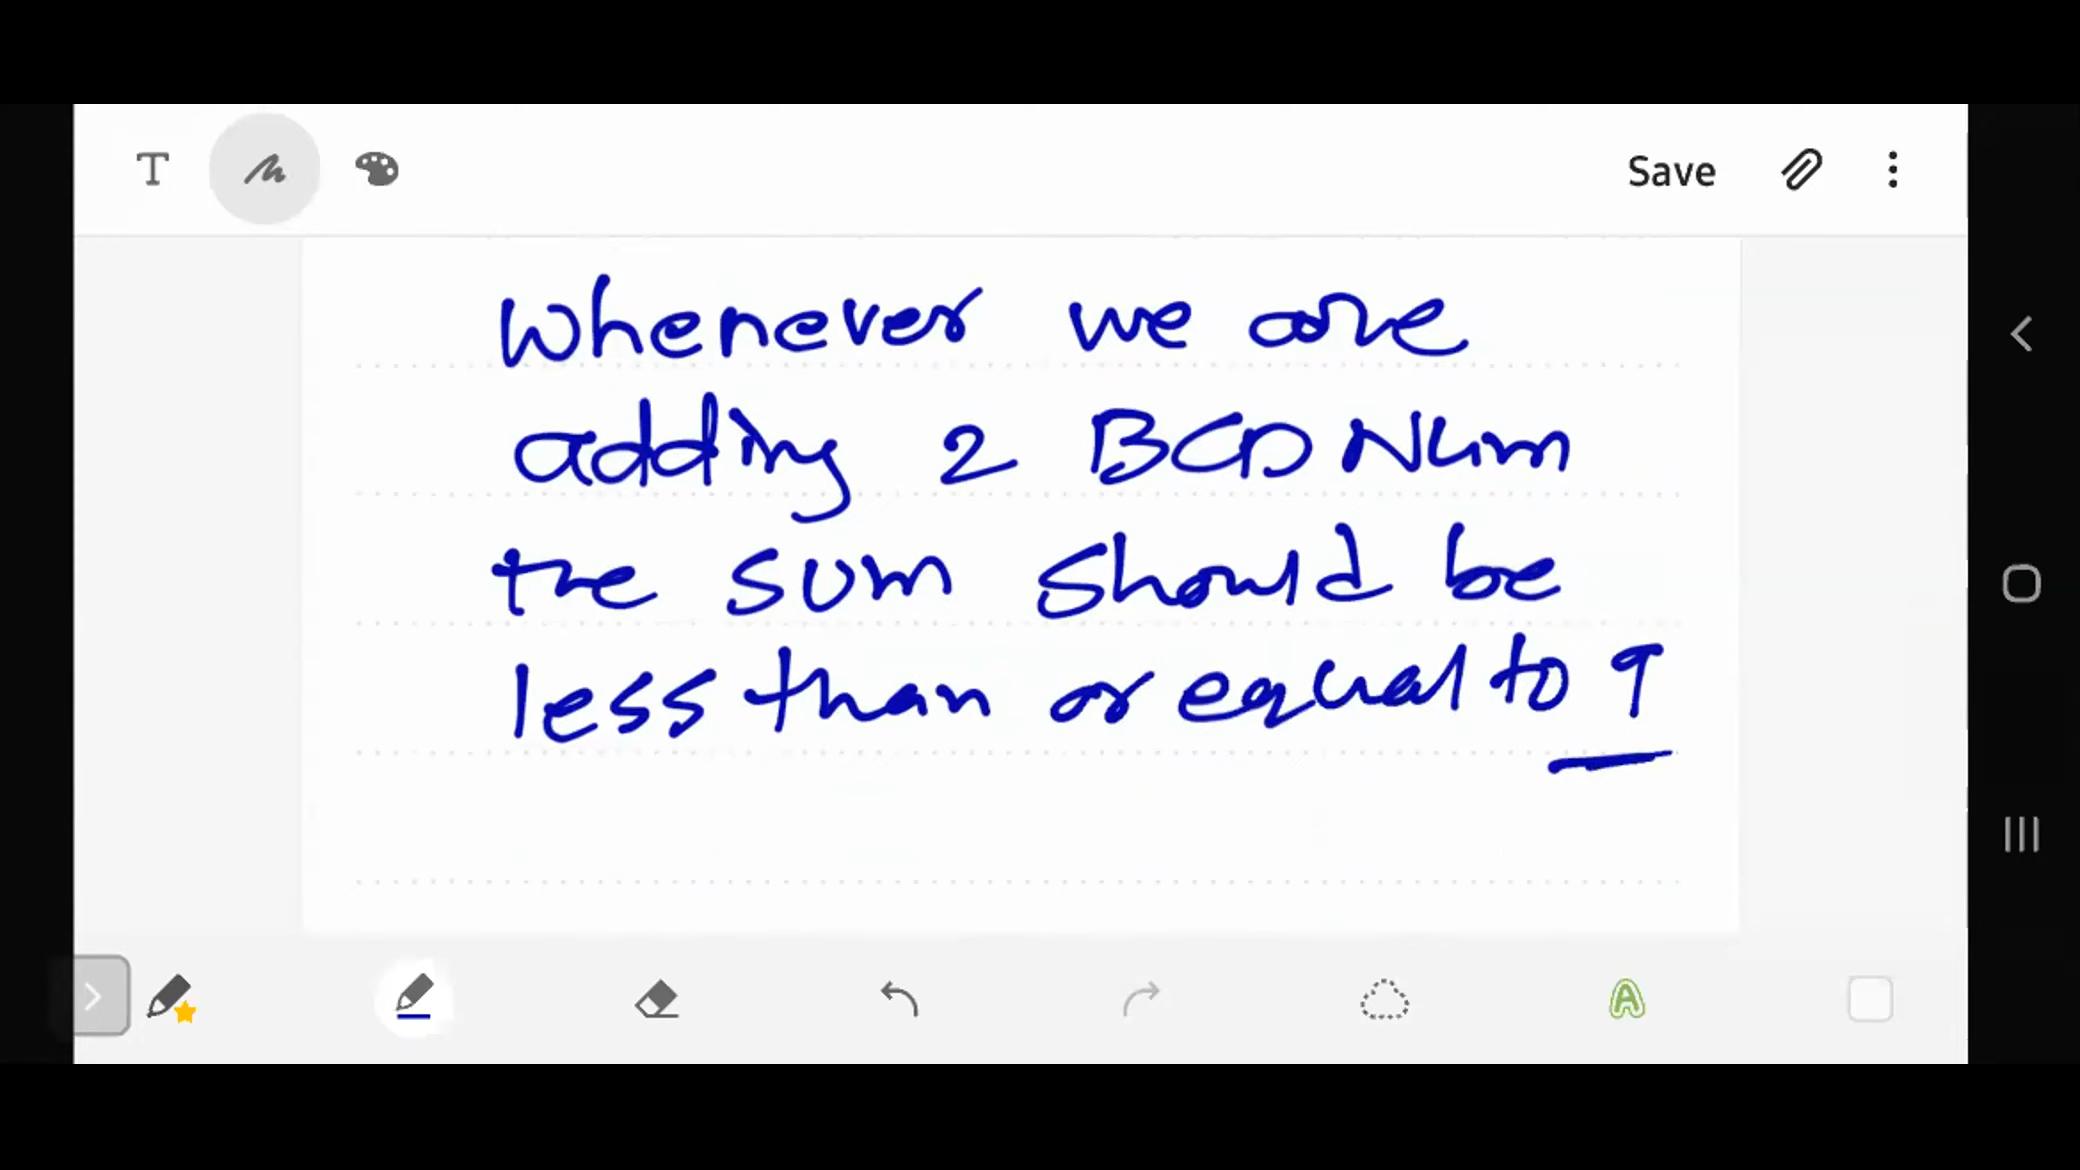 Save
Whenever we are
adding 2 BCD Num
the sum should be
less than or equal to 9